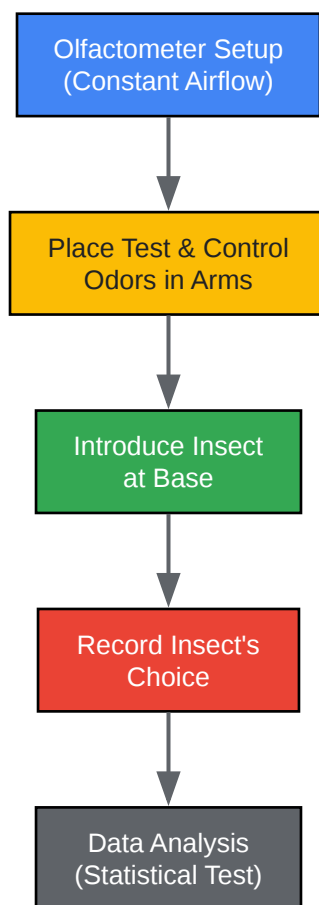 Olfactometer Setup
(Constant Airflow)
Place Test & Control
Odors in Arms
Introduce Insect
at Base
Record Insect's
Choice
Data Analysis
(Statistical Test)